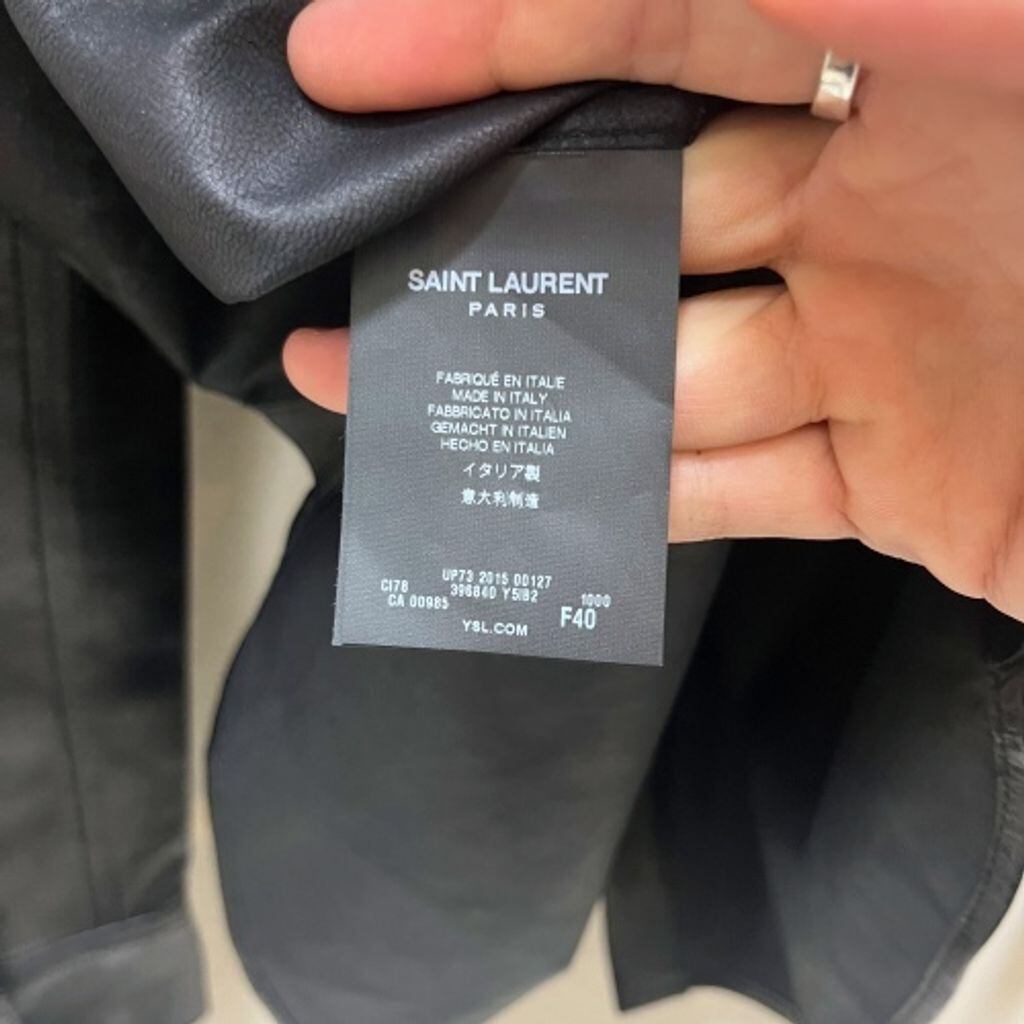 SAINT LAURENT
PARIS
FABRIQUÉ EN ITALIE
MADE IN ITALY
FABBRICATO IN ITALIA
GEMACHT IN ITALIEN
HECHO EN ITALIA
イタリア製
意大利制造
UP73 2015 00127
CI78 396840 Y5IB2 1000
CA 00985 F40
YSL.COM